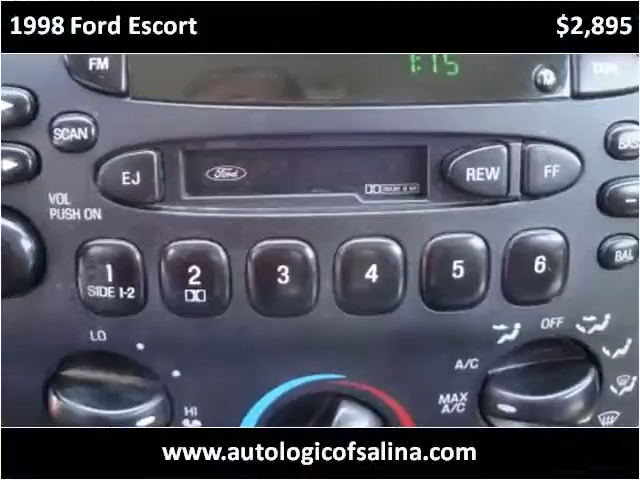 1998 Ford Escort $2,895
FM 1:15 TAPE
SCAN
EJ Ford REW FF
VOL
PUSH ON
BAL
1 2 3 4 5 6
SIDE 1-2
LO OFF
A/C
HI MAX
A/C
www.autologicofsalina.com